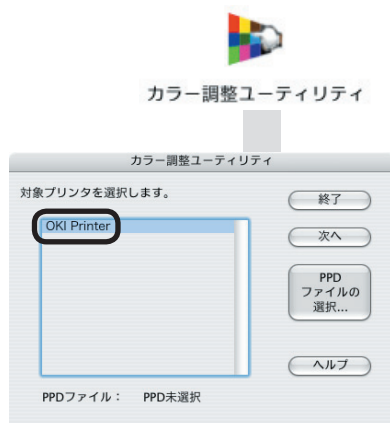 カラー調整ユーティリティ
カラー調整ユーティリティ
対象プリンタを選択します。
OKI Printer
終了
次へ
PPD
ファイルの
選択...
ヘルプ
PPDファイル： PPD未選択